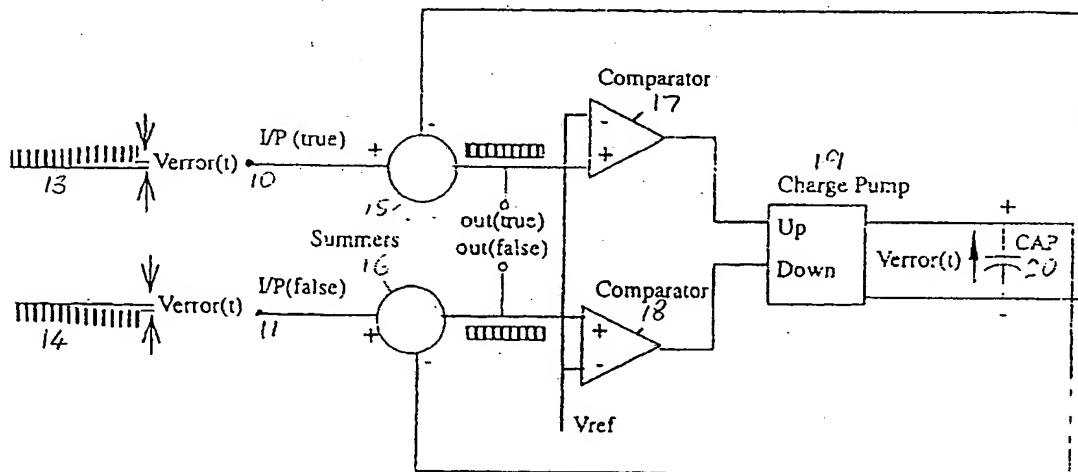 Comparator
17
-
+
I/P (true)
+
-
Verror(t)
13
10
15
19
Charge Pump
out(true)
out(false)
Up
Down
+
CAP
20
-
Verror(t)
Summers
16
I/P(false)
Verror(t)
14
11
+
-
Comparator
18
+
-
Vref